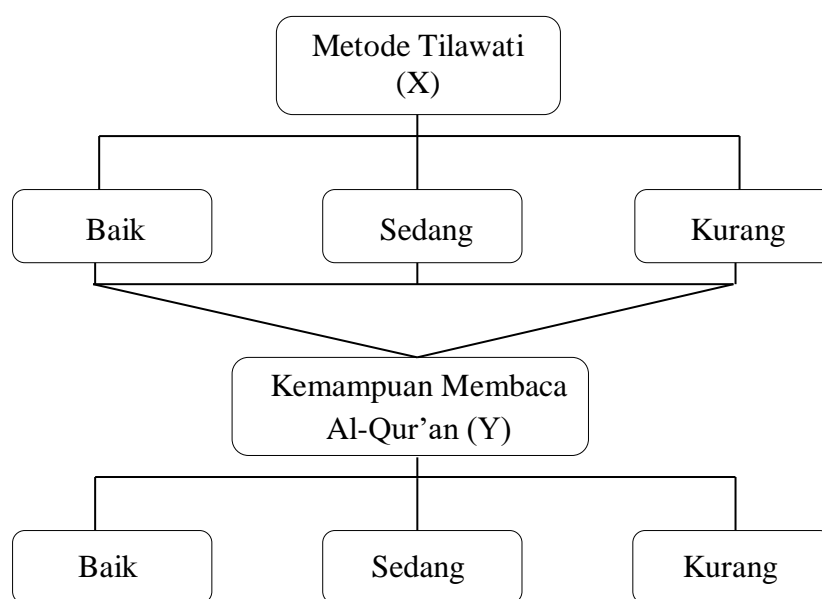 Metode Tilawati
(X)
Baik
Sedang
Kurang
Kemampuan Membaca
Al-Qur’an (Y)
Baik
Sedang
Kurang